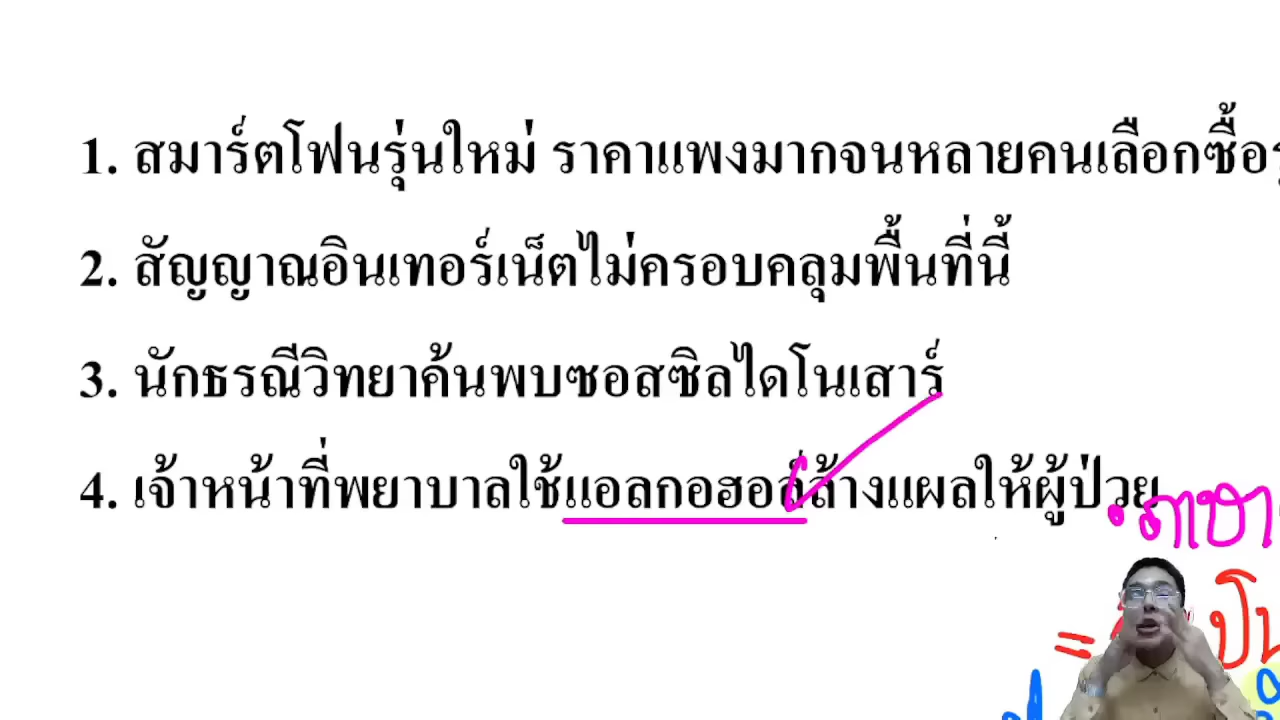 1. สมาร์ตโฟนรุ่นใหม่ ราคาแพงมากจนหลายคนเลือกซื้อ
2. สัญญาณอินเทอร์เน็ตไม่ครอบคลุมพื้นที่นี้
3. นักธรณีวิทยาค้นพบซอสซิลไดโนเสาร์
4. เจ้าหน้าที่พยาบาลใช้แอลกอฮอล์ล้างแผลให้ผู้ป่วย
• ภาษา
=